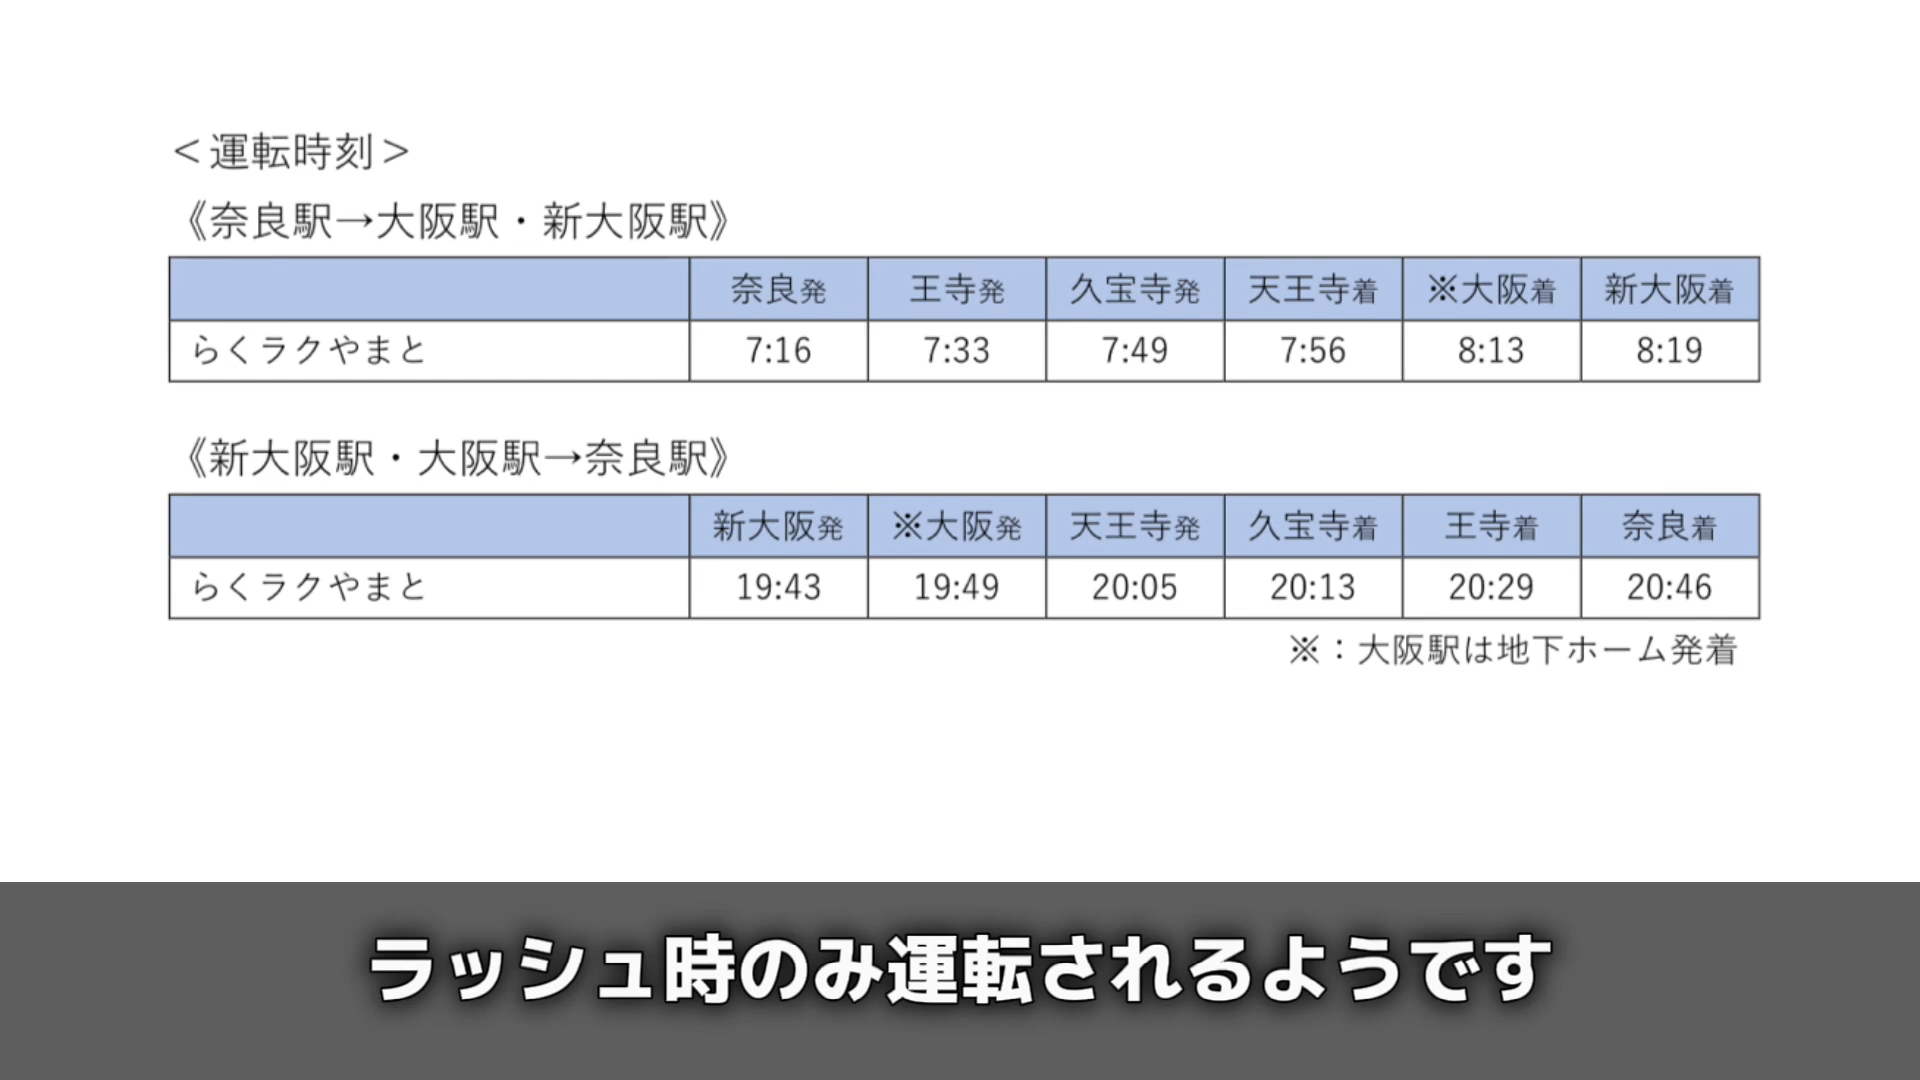 ＜運転時刻＞
《奈良駅→大阪駅・新大阪駅》
奈良発 王寺発 久宝寺発 天王寺着 ※大阪着 新大阪着
らくラクやまと 7:16 7:33 7:49 7:56 8:13 8:19
《新大阪駅・大阪駅→奈良駅》
新大阪発 ※大阪発 天王寺発 久宝寺着 王寺着 奈良着
らくラクやまと 19:43 19:49 20:05 20:13 20:29 20:46
※：大阪駅は地下ホーム発着
ラッシュ時のみ運転されるようです